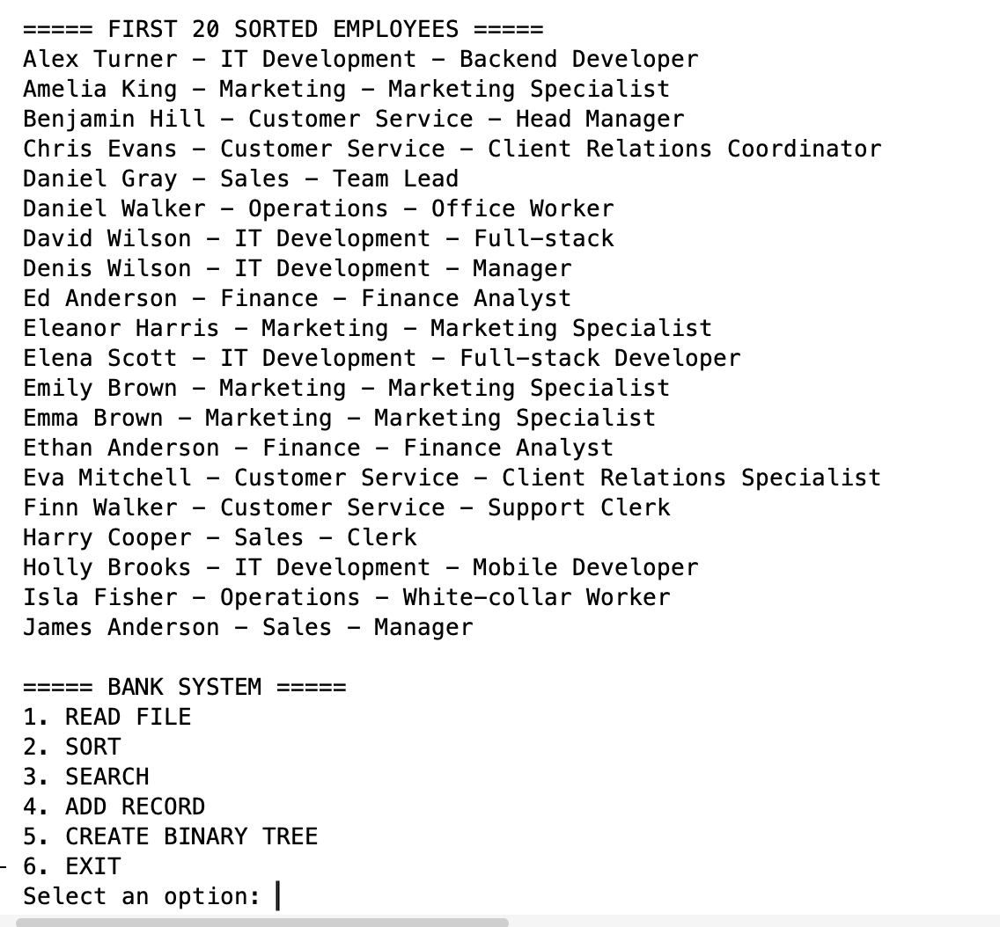 ===== FIRST 20 SORTED EMPLOYEES =====
Alex Turner – IT Development – Backend Developer
Amelia King – Marketing – Marketing Specialist
Benjamin Hill – Customer Service – Head Manager
Chris Evans – Customer Service – Client Relations Coordinator
Daniel Gray – Sales – Team Lead
Daniel Walker – Operations – Office Worker
David Wilson – IT Development – Full-stack
Denis Wilson – IT Development – Manager
Ed Anderson – Finance – Finance Analyst
Eleanor Harris – Marketing – Marketing Specialist
Elena Scott – IT Development – Full-stack Developer
Emily Brown – Marketing – Marketing Specialist
Emma Brown – Marketing – Marketing Specialist
Ethan Anderson – Finance – Finance Analyst
Eva Mitchell – Customer Service – Client Relations Specialist
Finn Walker – Customer Service – Support Clerk
Harry Cooper – Sales – Clerk
Holly Brooks – IT Development – Mobile Developer
Isla Fisher – Operations – White-collar Worker
James Anderson – Sales – Manager

===== BANK SYSTEM =====
1. READ FILE
2. SORT
3. SEARCH
4. ADD RECORD
5. CREATE BINARY TREE
6. EXIT
Select an option: